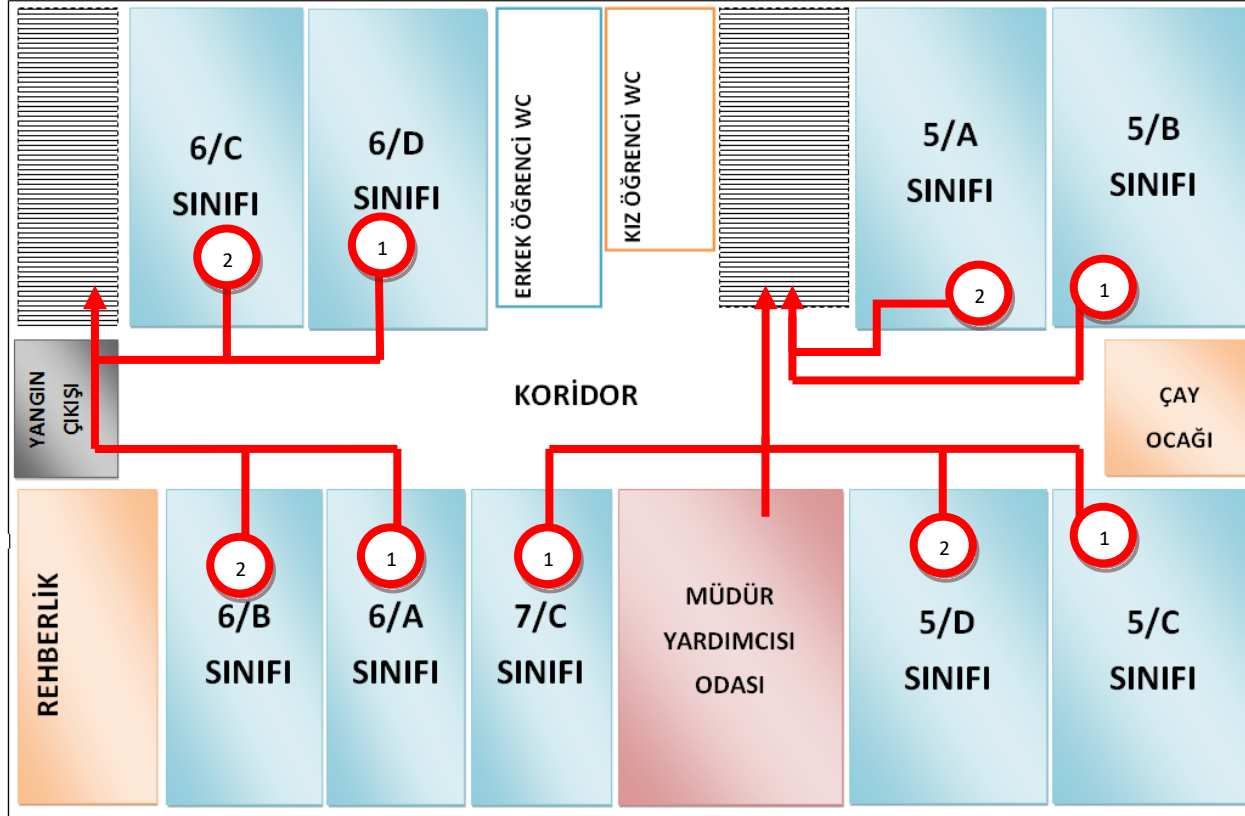 6/C
SINIFI
2
6/D
SINIFI
1
ERKEK ÖĞRENCİ WC
KIZ ÖĞRENCİ WC
5/A
SINIFI
2
5/B
SINIFI
1
YANGIN
ÇIKIŞI
KORİDOR
ÇAY
OCAĞI
REHBERLİK
2
6/B
SINIFI
1
6/A
SINIFI
1
7/C
SINIFI
MÜDÜR
YARDIMCISI
ODASI
2
5/D
SINIFI
1
5/C
SINIFI